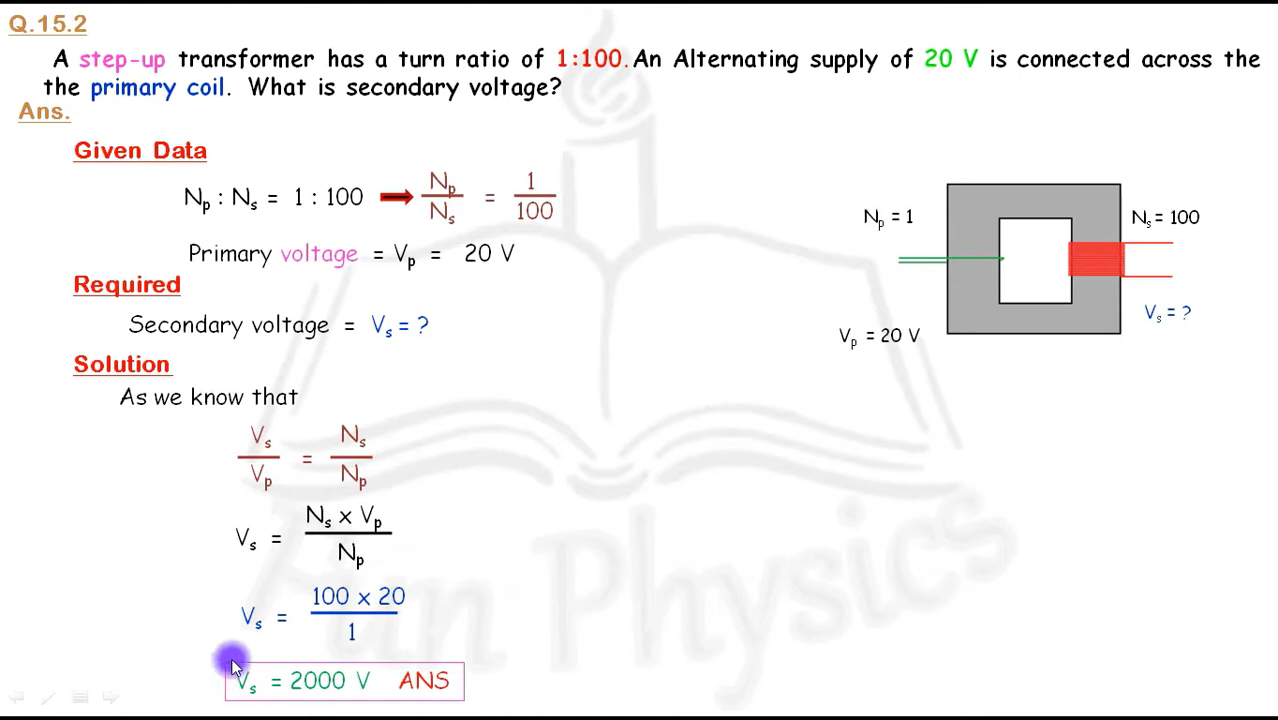 Q.15.2
A step-up transformer has a turn ratio of 1:100. An Alternating supply of 20 V is connected across the
the primary coil. What is secondary voltage?
Ans.
Given Data
Np : Ns = 1 : 100 ➡ Np/Ns = 1/100
Primary voltage = Vp = 20 V
Required
Secondary voltage = Vs = ?
Solution
As we know that
Vs/Vp = Ns/Np
Vs = Ns x Vp/Np
Vs = 100 x 20/1
Vs = 2000 V ANS
Np = 1
Ns = 100
Vs = ?
Vp = 20 V
Fun Physics